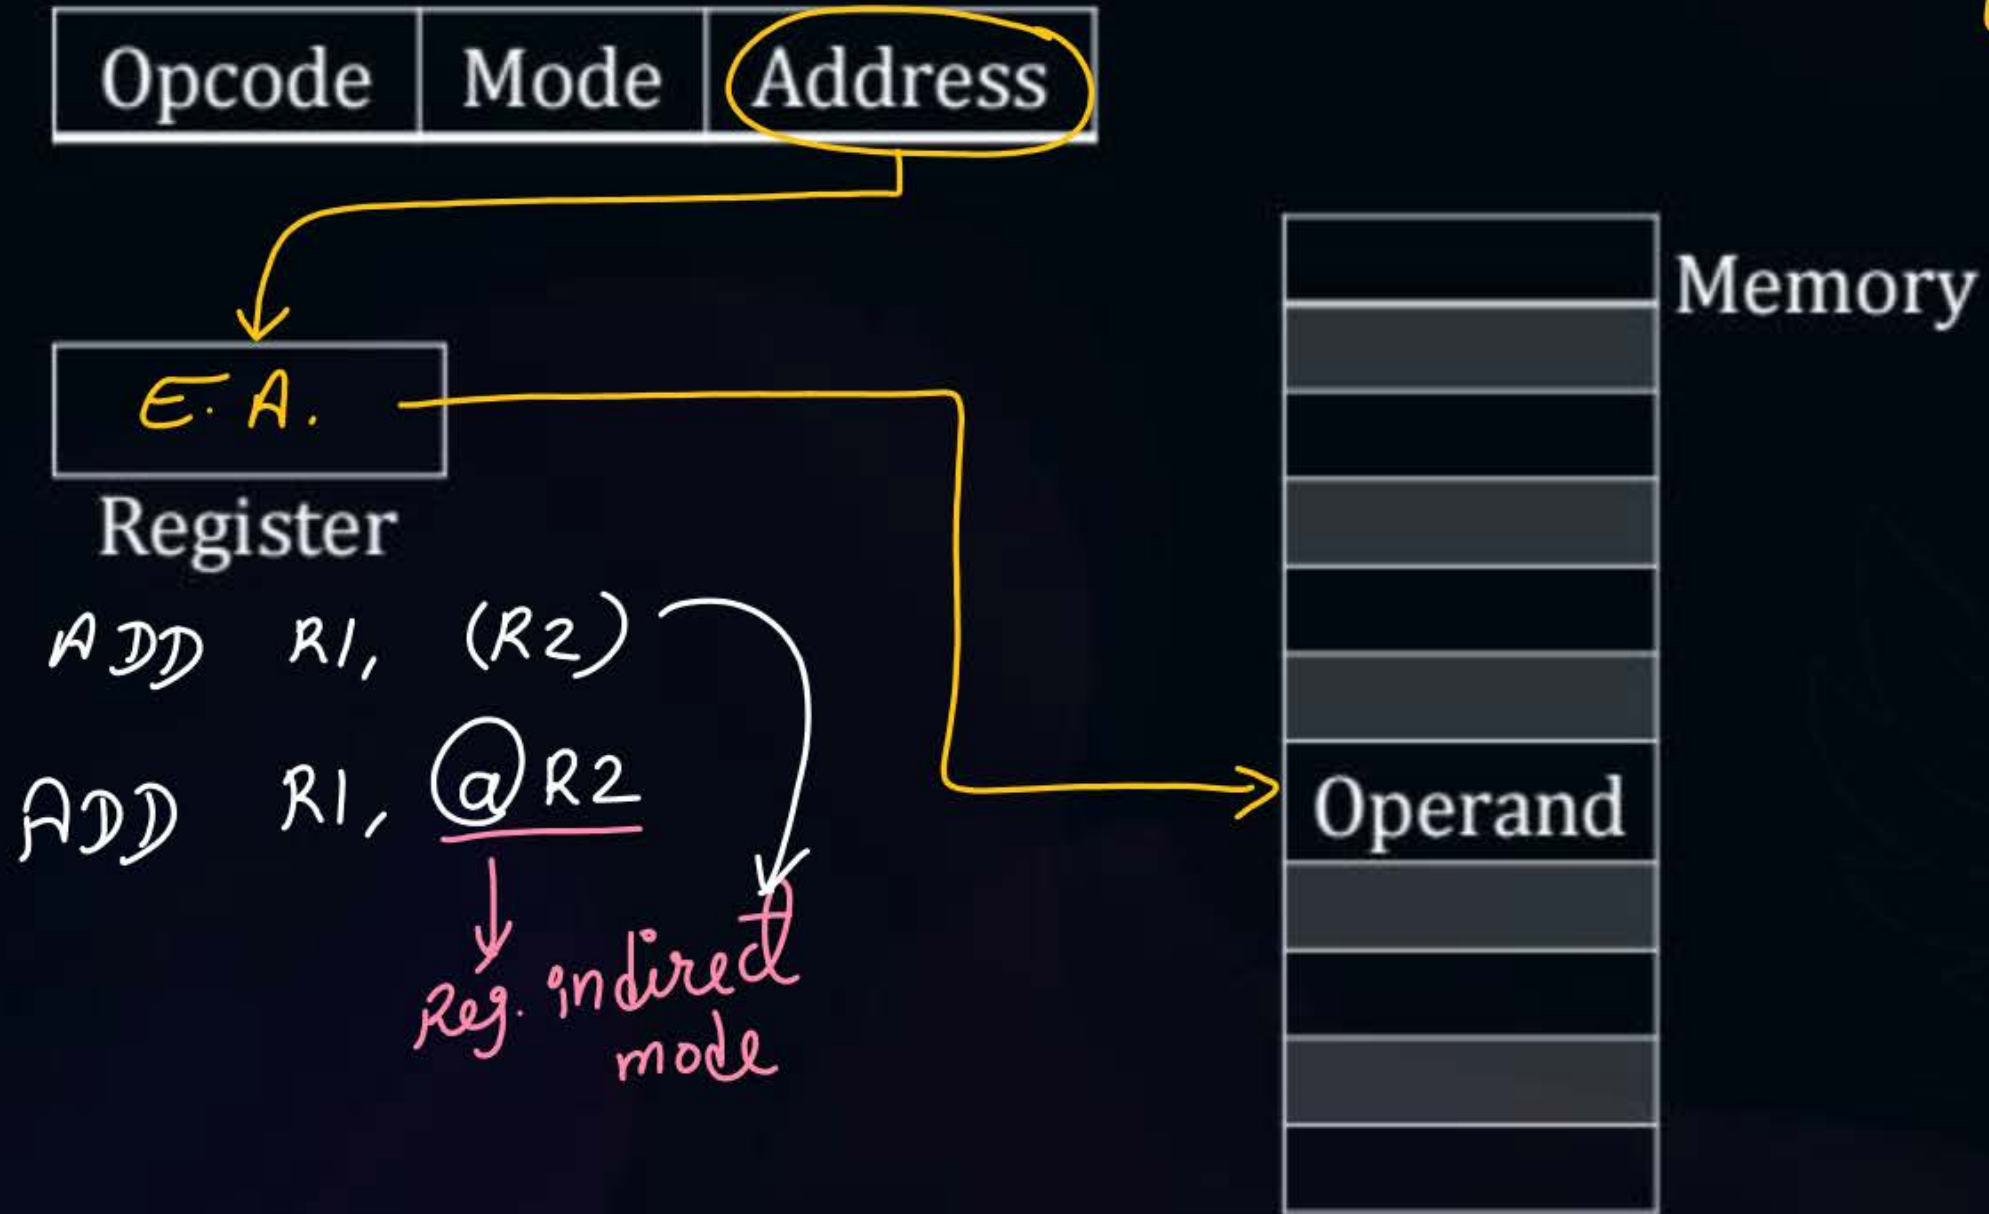 Opcode Mode Address
Memory
E. A.
Register
ADD R1, (R2)
ADD R1, @R2
Operand
Reg. indirect
mode